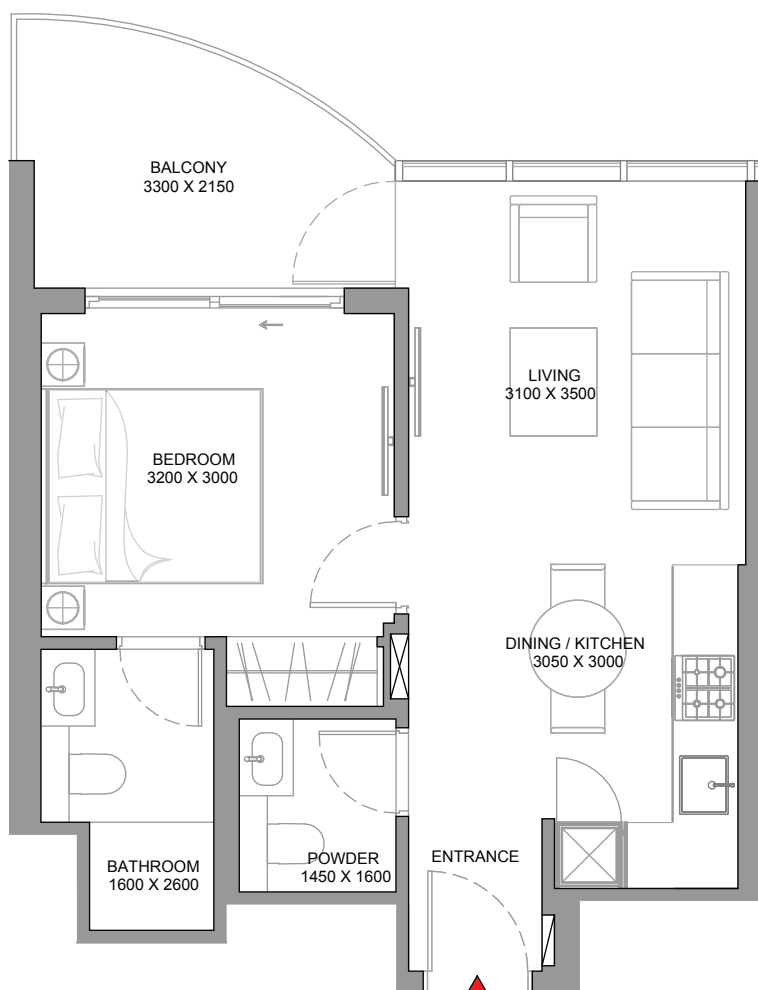 BALCONY
3300 X 2150
LIVING
3100 X 3500
BEDROOM
3200 X 3000
DINING / KITCHEN
3050 X 3000
BATHROOM
1600 X 2600
POWDER
1450 X 1600
ENTRANCE